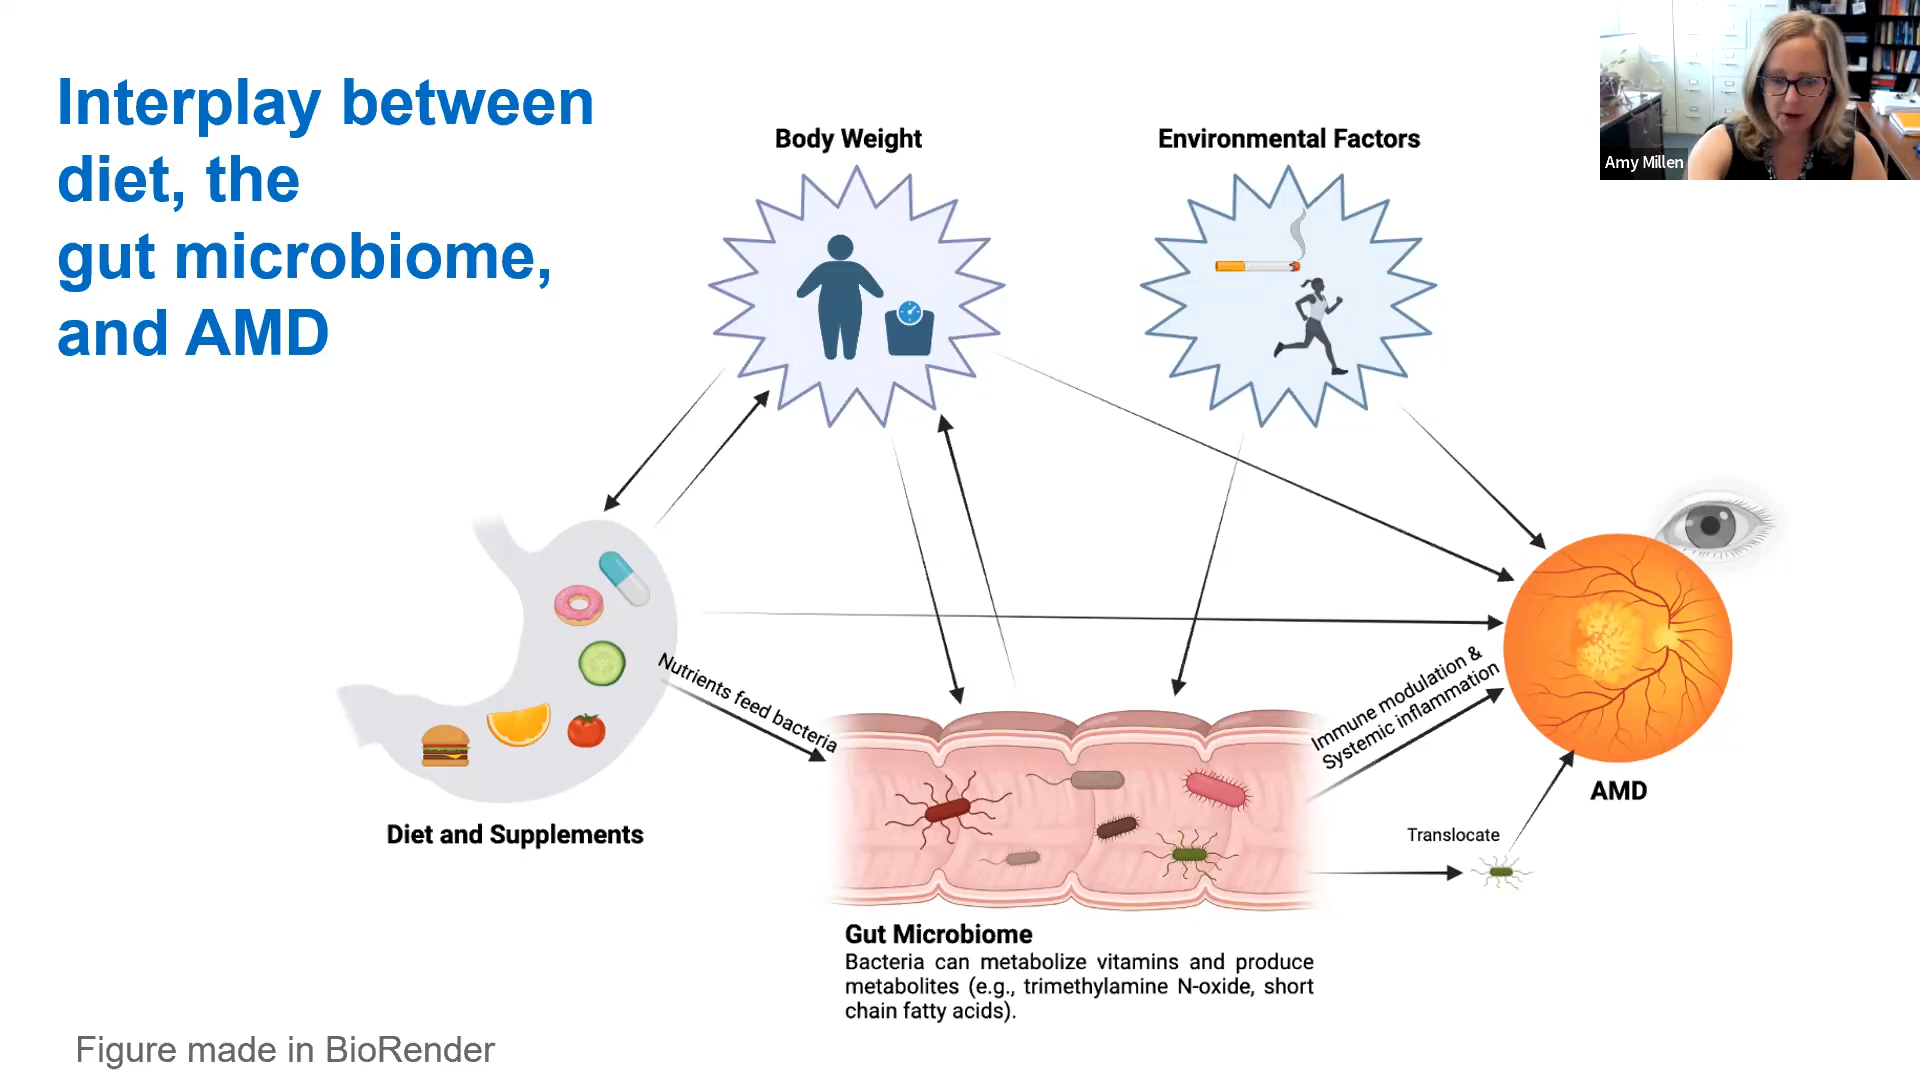 Interplay between
diet, the
gut microbiome,
and AMD
Body Weight
Environmental Factors
Amy Millen
Nutrients feed bacteria
Immune modulation &
Systemic inflammation
AMD
Translocate
Diet and Supplements
Gut Microbiome
Bacteria can metabolize vitamins and produce
metabolites (e.g., trimethylamine N-oxide, short
chain fatty acids).
Figure made in BioRender